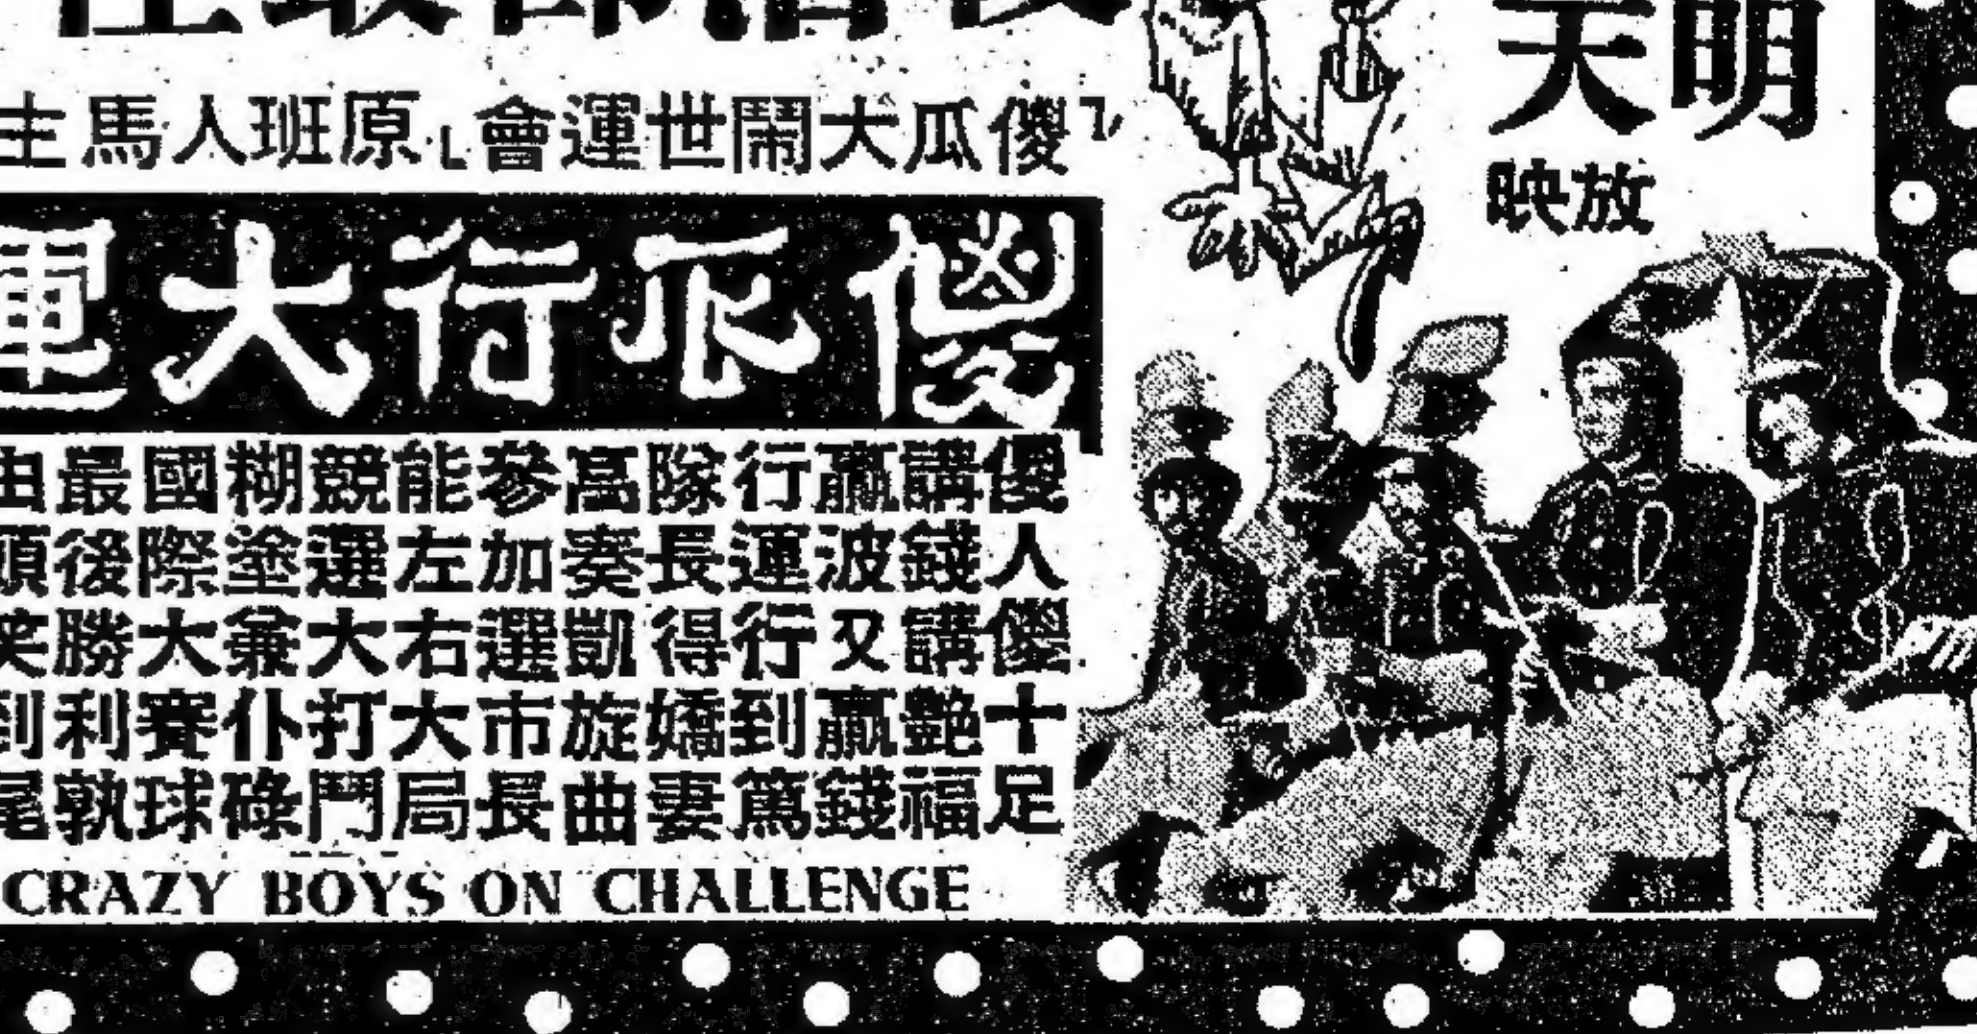 明天
放映
「傻瓜大鬧世運會」原班人馬主
傻瓜行大運
傻人傻十足
講錢講艷福
贏波又贏錢
行運行到篤
隊長得嬌妻
高奏凱旋曲
參加選市長
能左右大局
競選大打鬥
糊塗兼仆碌
國際大賽球
最後勝利孰
由頭笑到尾
CRAZY BOYS ON CHALLENGE